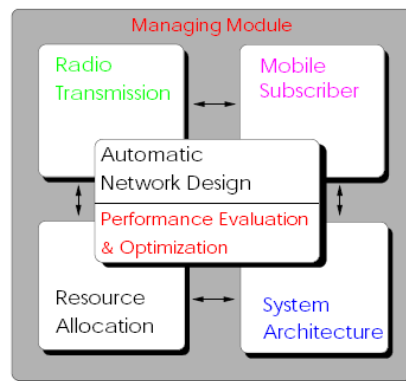 Managing Module
Radio
Transmission
Mobile
Subscriber
Automatic
Network Design
Performance Evaluation
& Optimization
Resource
Allocation
System
Architecture